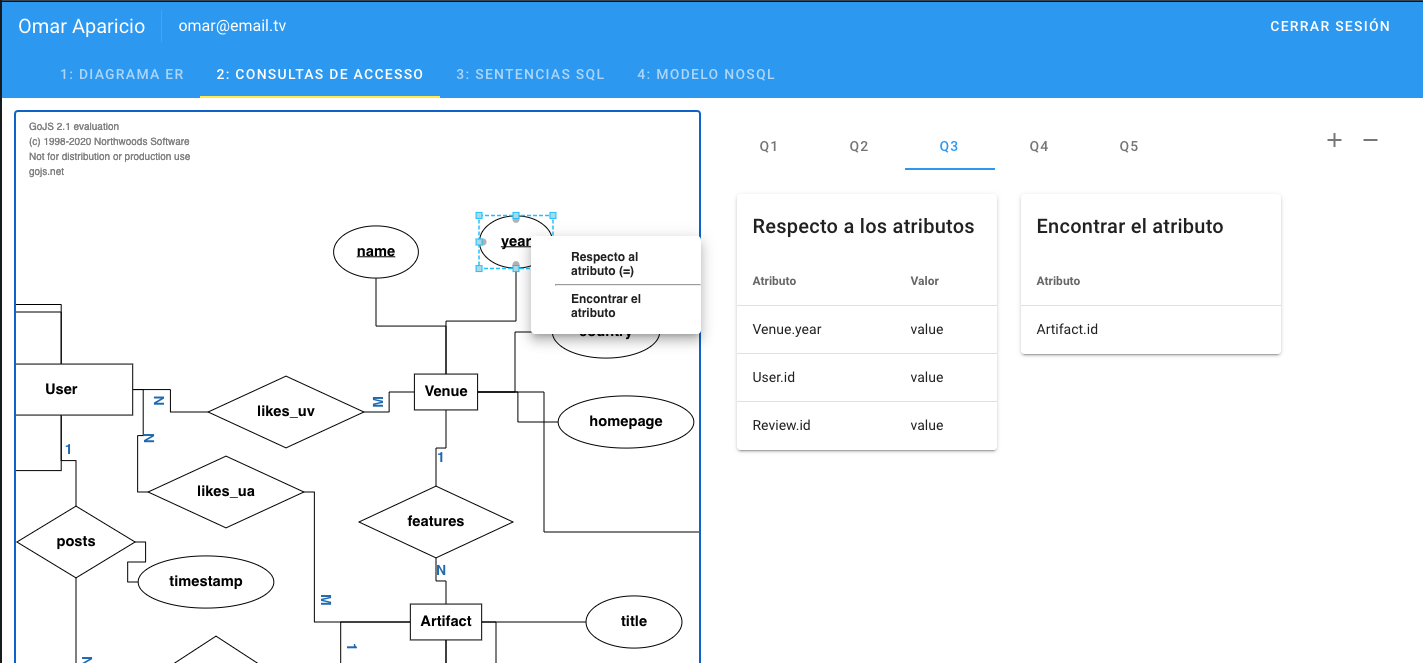 Omar Aparicio
omar@email.tv
CERRAR SESIÓN
1: DIAGRAMA ER
2: CONSULTAS DE ACCESSO
3: SENTENCIAS SQL
4: MODELO NOSQL
GoJS 2.1 evaluation
(c) 1998-2020 Northwoods Software
Not for distribution or production use
gojs.net
name
year
Respecto al
atributo (=)
Encontrar el
atributo
country
User
N
likes_uv
M
Venue
homepage
N
1
1
likes_ua
features
posts
timestamp
N
M
Artifact
title
1
N
Q1
Q2
Q3
Q4
Q5
+
−
Respecto a los atributos
Atributo
Valor
Venue.year
value
User.id
value
Review.id
value
Encontrar el atributo
Atributo
Artifact.id